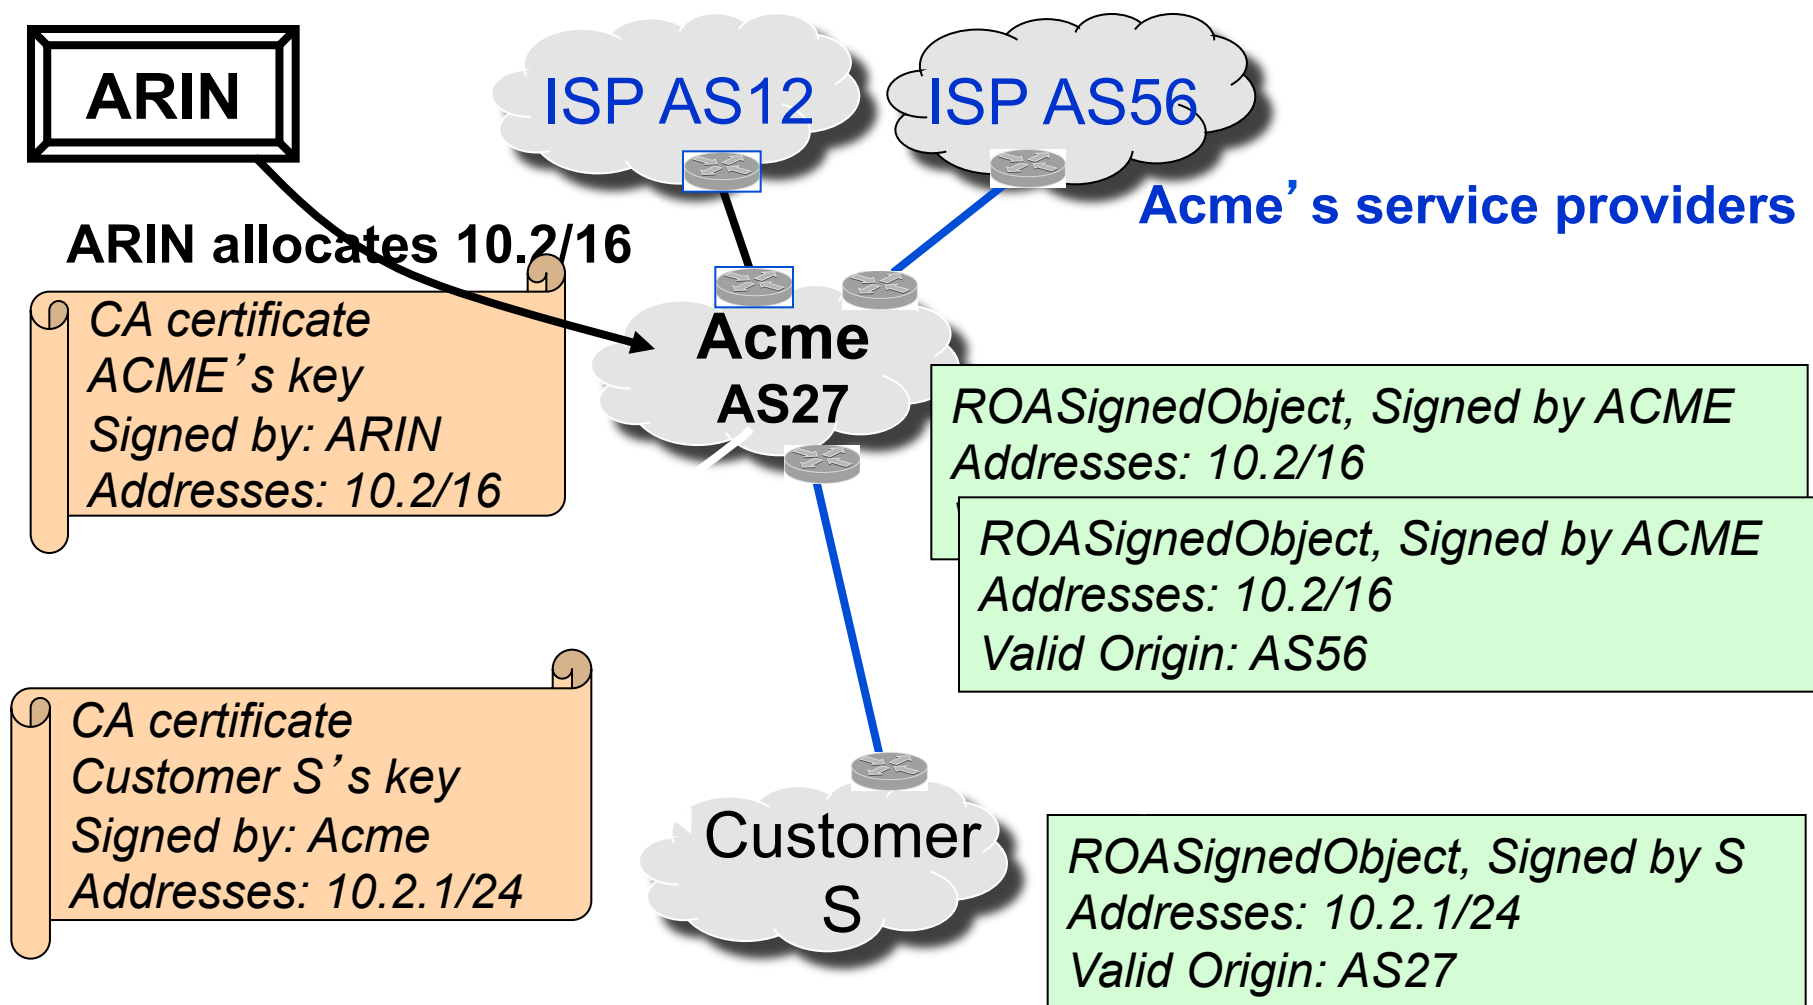 ARIN
ISP AS12
ISP AS56
Acme’s service providers
ARIN allocates 10.2/16
CA certificate
ACME’s key
Signed by: ARIN
Addresses: 10.2/16
Acme
AS27
ROASignedObject, Signed by ACME
Addresses: 10.2/16
ROASignedObject, Signed by ACME
Addresses: 10.2/16
Valid Origin: AS56
CA certificate
Customer S’s key
Signed by: Acme
Addresses: 10.2.1/24
Customer
S
ROASignedObject, Signed by S
Addresses: 10.2.1/24
Valid Origin: AS27